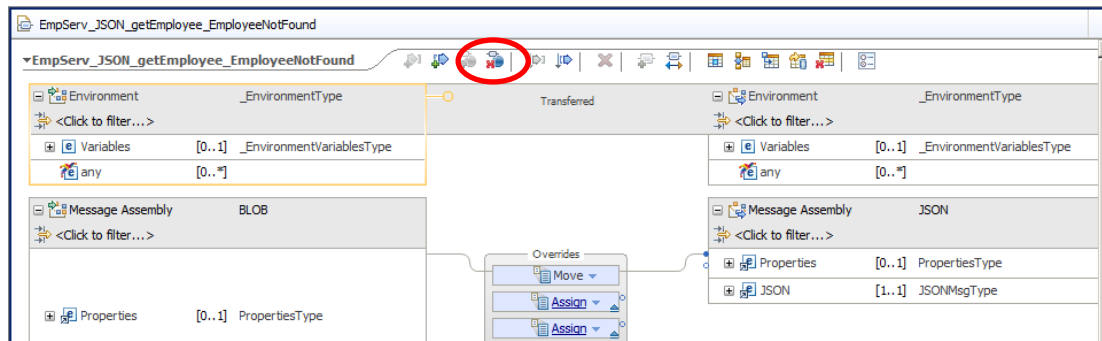 EmpServ_JSON_getEmployee_EmployeeNotFound
EmpServ_JSON_getEmployee_EmployeeNotFound
Environment _EnvironmentType Transferred Environment _EnvironmentType
<Click to filter...> <Click to filter...>
e Variables [0..1] _EnvironmentVariablesType e Variables [0..1] _EnvironmentVariablesType
e any [0..*] e any [0..*]
Message Assembly BLOB Message Assembly JSON
<Click to filter...> <Click to filter...>
Overrides
e Properties [0..1] PropertiesType
Move
e JSON [1..1] JSONMsgType
Assign
e Properties [0..1] PropertiesType
Assign